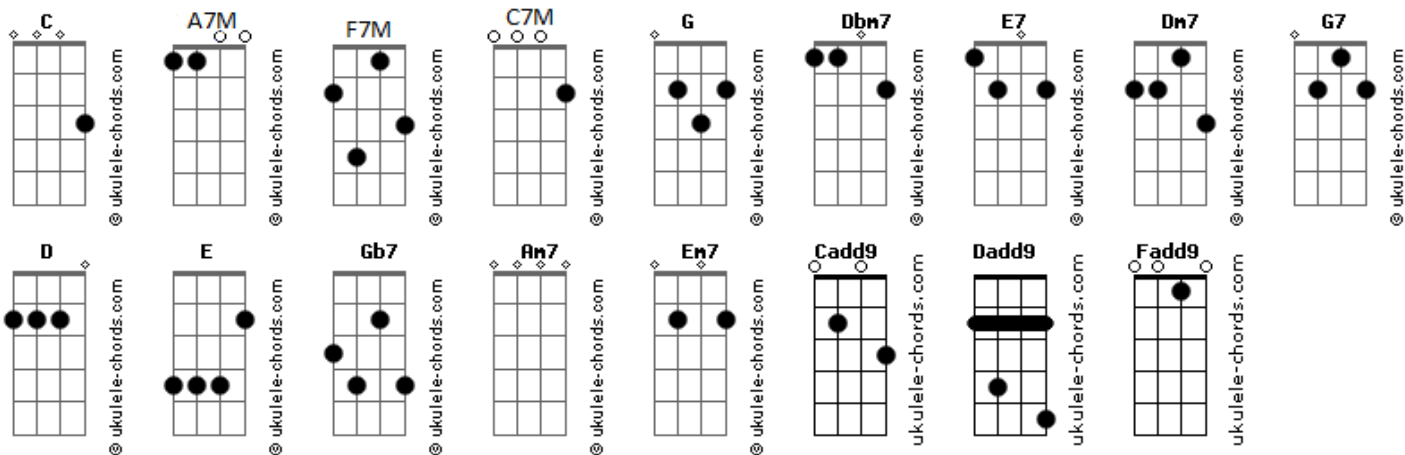 C A7M F7M C7M G Dbm7 E7 Dm7 G7
© ukulele-chords.com © ukulele-chords.com © ukulele-chords.com © ukulele-chords.com © ukulele-chords.com © ukulele-chords.com © ukulele-chords.com © ukulele-chords.com © ukulele-chords.com
D E Gb7 Am7 Em7 Cadd9 Dadd9 Fadd9
© ukulele-chords.com © ukulele-chords.com © ukulele-chords.com © ukulele-chords.com © ukulele-chords.com ukulele-chords.com ukulele-chords.com ukulele-chords.com